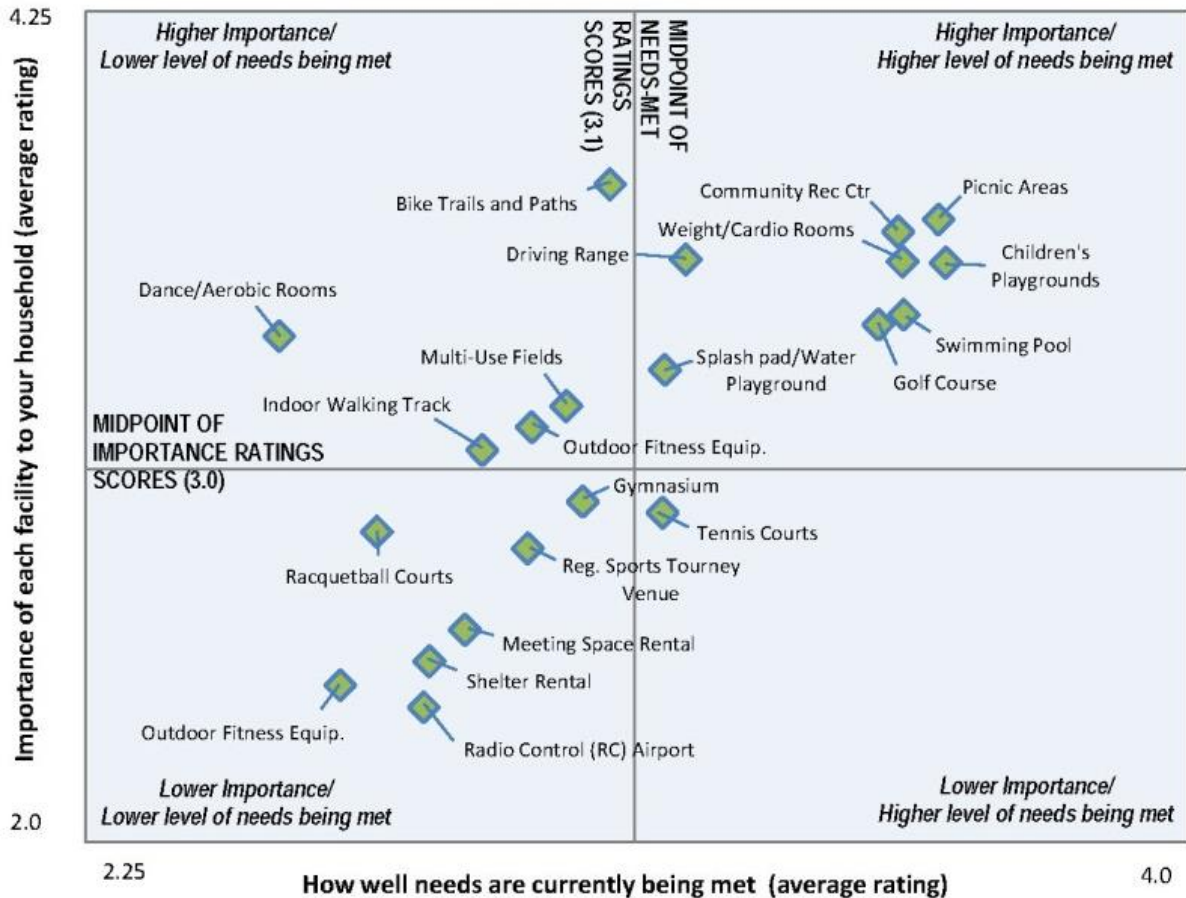 4.25
Importance of each facility to your household (average rating)
Higher Importance/
Lower level of needs being met
MIDPOINT OF
NEEDS-MET
RATINGS
SCORES (3.1)
Higher Importance/
Higher level of needs being met
Bike Trails and Paths
Community Rec Ctr
Picnic Areas
Weight/Cardio Rooms
Driving Range
Children's
Playgrounds
Dance/Aerobic Rooms
Swimming Pool
Multi-Use Fields
Splash pad/Water
Playground
Golf Course
Indoor Walking Track
MIDPOINT OF
IMPORTANCE RATINGS
SCORES (3.0)
Outdoor Fitness Equip.
Gymnasium
Tennis Courts
Racquetball Courts
Reg. Sports Tourney
Venue
Meeting Space Rental
Shelter Rental
Outdoor Fitness Equip.
Radio Control (RC) Airport
Lower Importance/
Lower level of needs being met
Lower Importance/
Higher level of needs being met
2.0
2.25
How well needs are currently being met (average rating)
4.0